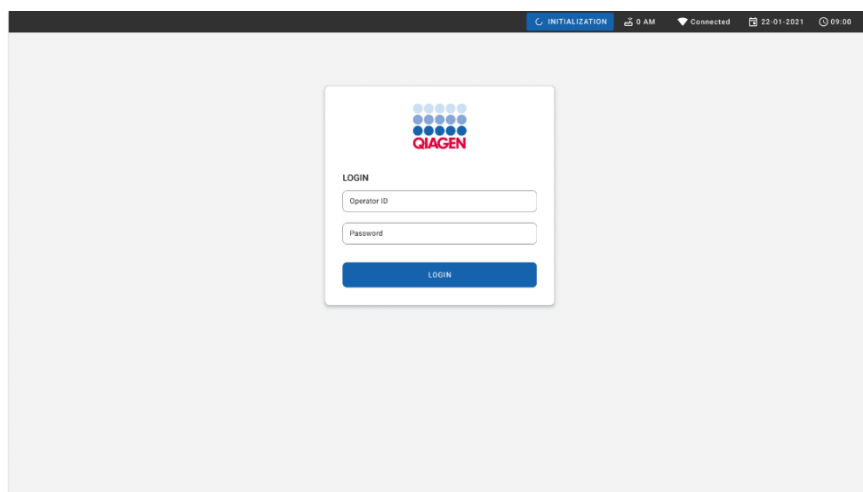 INITIALIZATION 0 AM Connected 22-01-2021 09:00
QIAGEN
LOGIN
Operator ID
Password
LOGIN